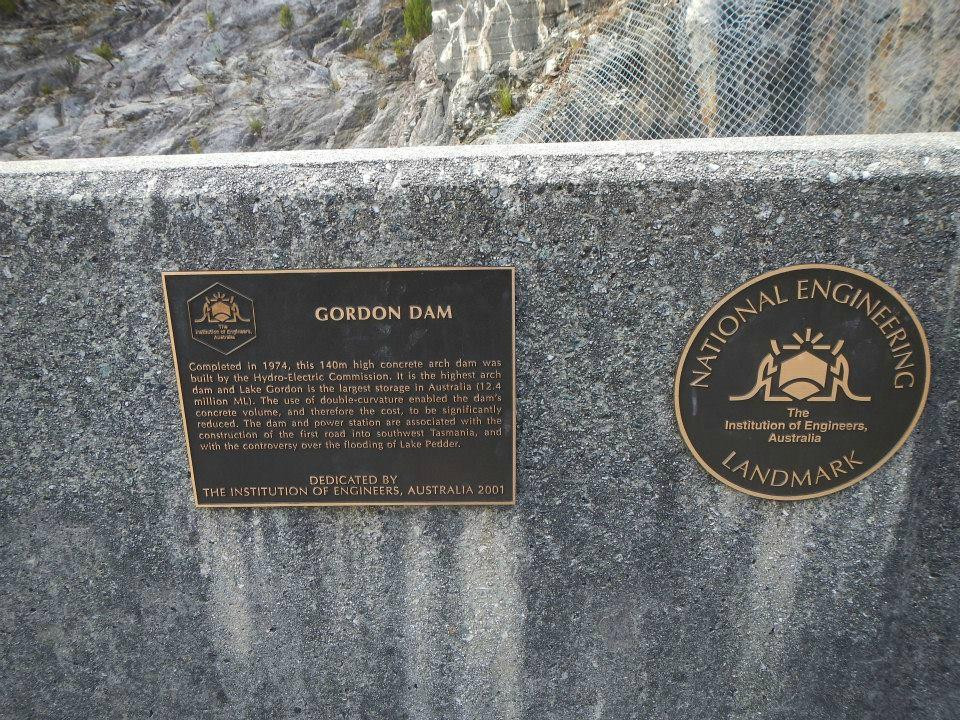 The
Institution of Engineers,
Australia
GORDON DAM
Completed in 1974, this 140m high concrete arch dam was
built by the Hydro-Electric Commission. It is the highest arch
dam and Lake Gordon is the largest storage in Australia (12.4
million ML). The use of double-curvature enabled the dam's
concrete volume, and therefore the cost, to be significantly
reduced. The dam and power station are associated with the
construction of the first road into southwest Tasmania, and
with the controversy over the flooding of Lake Pedder.
DEDICATED BY
THE INSTITUTION OF ENGINEERS, AUSTRALIA 2001
NATIONAL ENGINEERING
The
Institution of Engineers,
Australia
LANDMARK